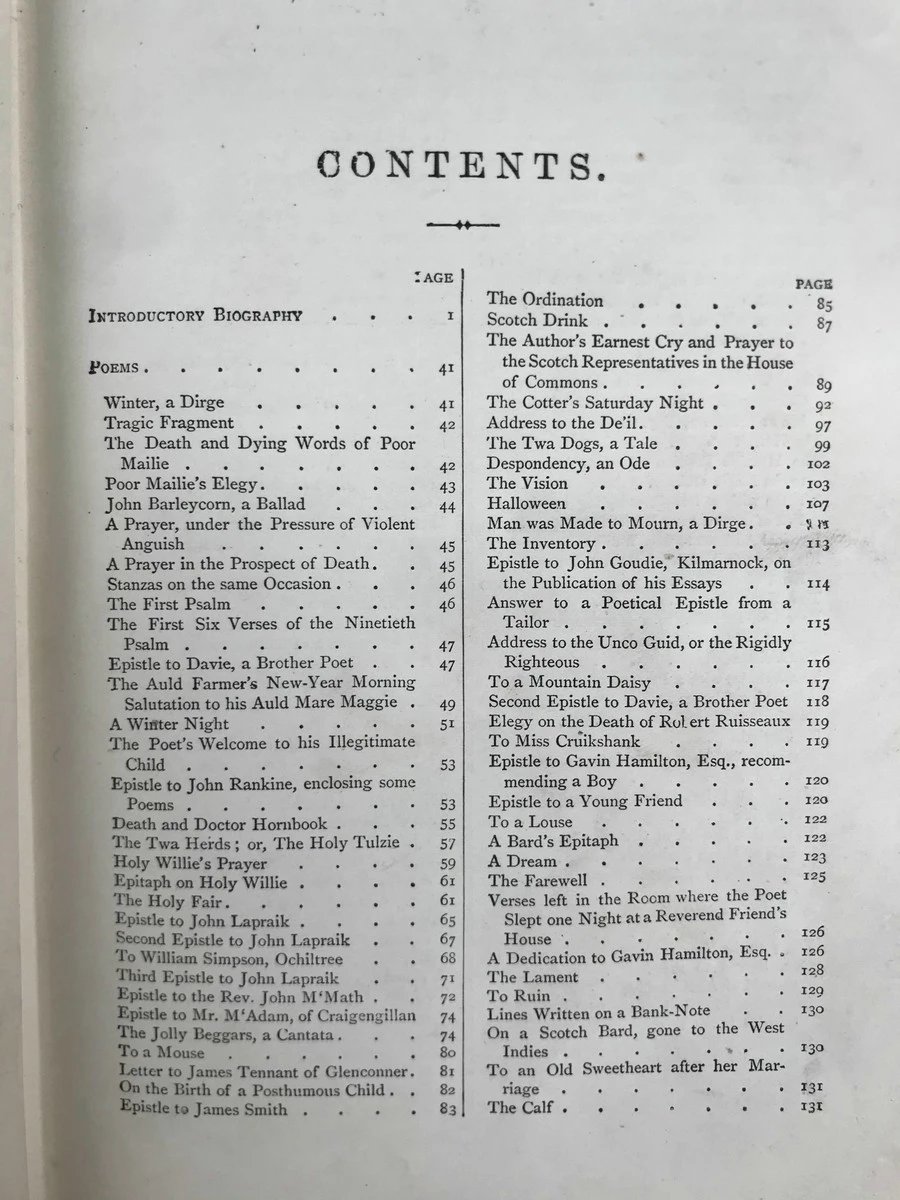 CONTENTS.
PAGE
INTRODUCTORY BIOGRAPHY . . . 1
POEMS . . . . . . . . 41
Winter, a Dirge . . . . . 41
Tragic Fragment . . . . . 42
The Death and Dying Words of Poor
Mailie . . . . . . . 42
Poor Mailie's Elegy . . . . . 43
John Barleycorn, a Ballad . . . 44
A Prayer, under the Pressure of Violent
Anguish . . . . . . 45
A Prayer in the Prospect of Death . . 45
Stanzas on the same Occasion . . . 46
The First Psalm . . . . . 46
The First Six Verses of the Ninetieth
Psalm . . . . . . . 47
Epistle to Davie, a Brother Poet . . 47
The Auld Farmer's New-Year Morning
Salutation to his Auld Mare Maggie . 49
A Winter Night . . . . . 51
The Poet's Welcome to his Illegitimate
Child . . . . . . . 53
Epistle to John Rankine, enclosing some
Poems . . . . . . . 53
Death and Doctor Hornbook . . . 55
The Twa Herds; or, The Holy Tulzie . 57
Holy Willie's Prayer . . . . 59
Epitaph on Holy Willie . . . . 61
The Holy Fair . . . . . 61
Epistle to John Lapraik . . . . 65
Second Epistle to John Lapraik . . 67
To William Simpson, Ochiltree . . 68
Third Epistle to John Lapraik . . 71
Epistle to the Rev. John M'Math . . 72
Epistle to Mr. M'Adam, of Craigengillan 74
The Jolly Beggars, a Cantata . . . 74
To a Mouse . . . . . . 80
Letter to James Tennant of Glenconner . 81
On the Birth of a Posthumous Child . . 82
Epistle to James Smith . . . . 83
PAGE
The Ordination . . . . . 85
Scotch Drink . . . . . . 87
The Author's Earnest Cry and Prayer to
the Scotch Representatives in the House
of Commons . . . . . . 89
The Cotter's Saturday Night . . . 92
Address to the De'il . . . . . 97
The Twa Dogs, a Tale . . . . 99
Despondency, an Ode . . . . 102
The Vision . . . . . . 103
Halloween . . . . . . 107
Man was Made to Mourn, a Dirge . .
The Inventory . . . . . . 113
Epistle to John Goudie, Kilmarnock, on
the Publication of his Essays . . 114
Answer to a Poetical Epistle from a
Tailor . . . . . . . 115
Address to the Unco Guid, or the Rigidly
Righteous . . . . . . 116
To a Mountain Daisy . . . . 117
Second Epistle to Davie, a Brother Poet 118
Elegy on the Death of Robert Ruisseaux 119
To Miss Cruikshank . . . . 119
Epistle to Gavin Hamilton, Esq., recom-
mending a Boy . . . . . 120
Epistle to a Young Friend . . . 120
To a Louse . . . . . . 122
A Bard's Epitaph . . . . . 122
A Dream . . . . . . . 123
The Farewell . . . . . . 125
Verses left in the Room where the Poet
Slept one Night at a Reverend Friend's
House . . . . . . . 126
A Dedication to Gavin Hamilton, Esq. . 126
The Lament . . . . . . 128
To Ruin . . . . . . . 129
Lines Written on a Bank-Note . . 130
On a Scotch Bard, gone to the West
Indies . . . . . . . 130
To an Old Sweetheart after her Mar-
riage . . . . . . . 131
The Calf . . . . . . . 131